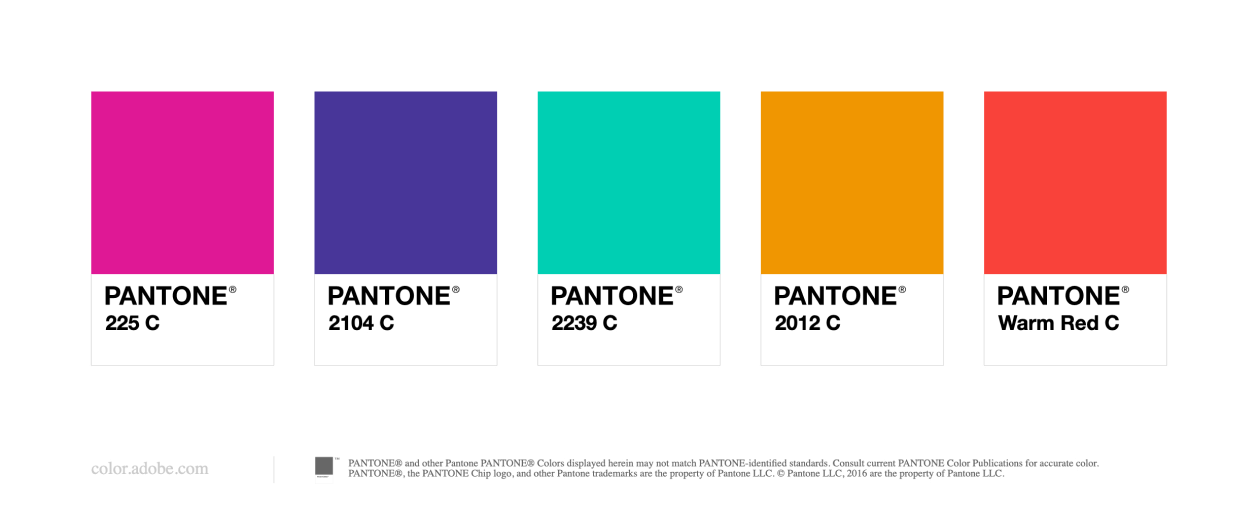 PANTONE®
225 C
PANTONE®
2104 C
PANTONE®
2239 C
PANTONE®
2012 C
PANTONE®
Warm Red C
color.adobe.com
™
PANTONE® and other Pantone PANTONE® Colors displayed herein may not match PANTONE-identified standards. Consult current PANTONE Color Publications for accurate color.
PANTONE®, the PANTONE Chip logo, and other Pantone trademarks are the property of Pantone LLC. © Pantone LLC, 2016 are the property of Pantone LLC.